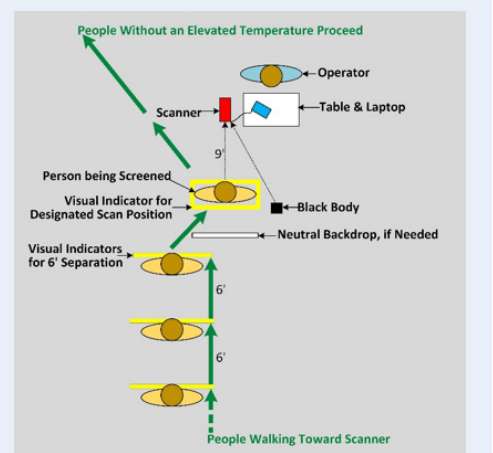 People Without an Elevated Temperature Proceed
Operator
Scanner
Table & Laptop
9'
Person being Screened
Visual Indicator for
Designated Scan Position
Black Body
Neutral Backdrop, if Needed
Visual Indicators
for 6' Separation
6'
6'
People Walking Toward Scanner